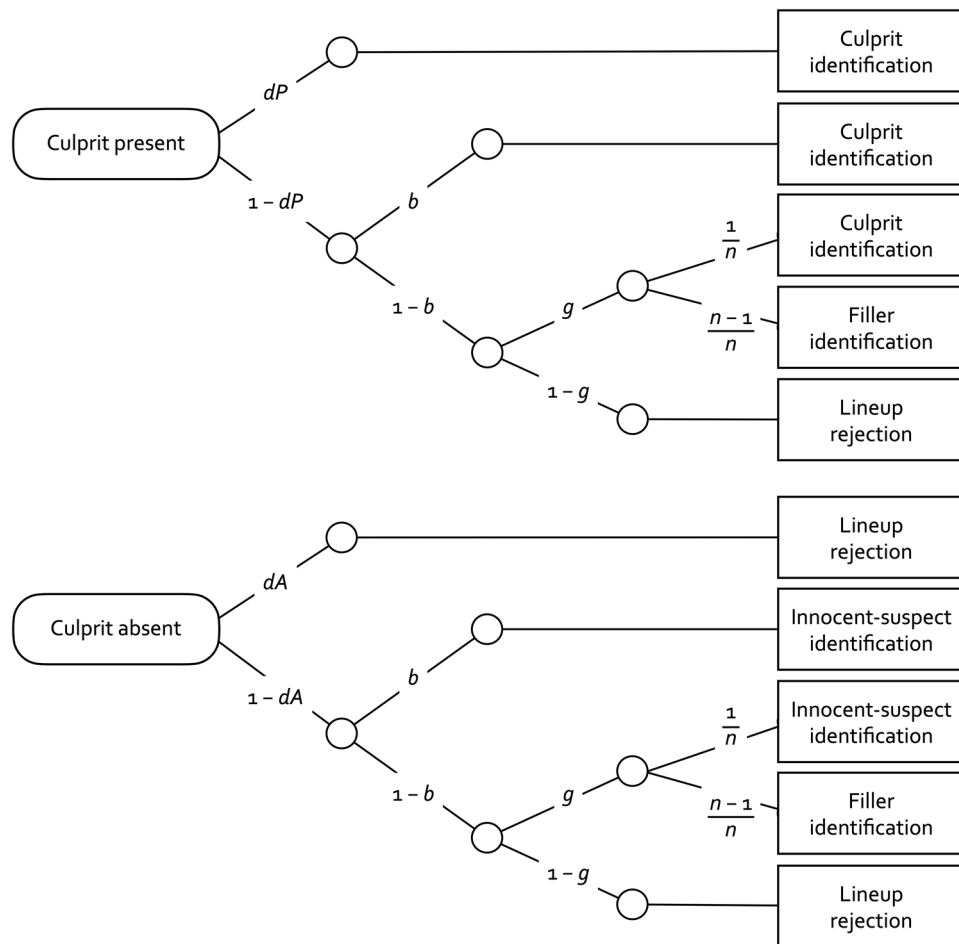 Culprit
identification
dP
Culprit present
Culprit
identification
1 – dP
b
Culprit
identification
1
n
1 – b
g
n – 1
n
Filler
identification
1 – g
Lineup
rejection
Lineup
rejection
dA
Culprit absent
Innocent-suspect
identification
1 – dA
b
Innocent-suspect
identification
1
n
1 – b
g
n – 1
n
Filler
identification
1 – g
Lineup
rejection